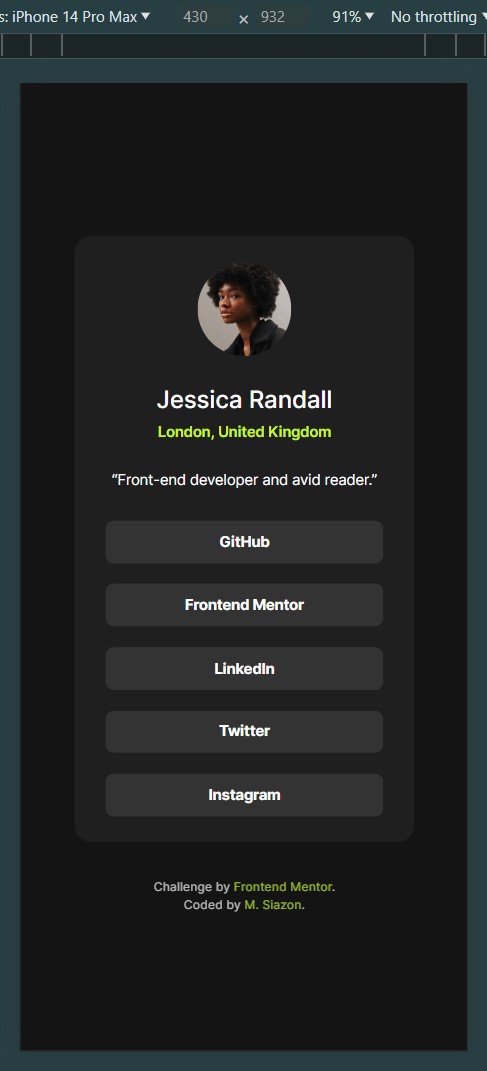 s: iPhone 14 Pro Max ▼ 430 × 932 91% ▼ No throttling ▼
Jessica Randall
London, United Kingdom
“Front-end developer and avid reader.”
GitHub
Frontend Mentor
LinkedIn
Twitter
Instagram
Challenge by Frontend Mentor.
Coded by M. Siazon.